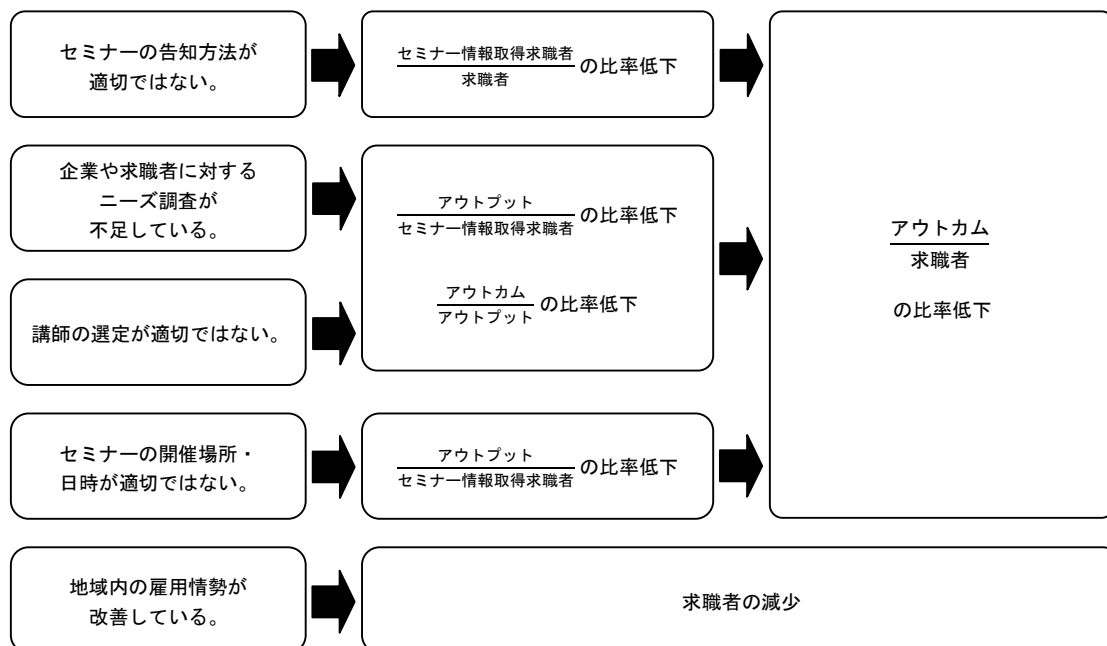 セミナーの告知方法が
適切ではない。
セミナー情報取得求職者
求職者
の比率低下
企業や求職者に対する
ニーズ調査が
不足している。
アウトプット
セミナー情報取得求職者
の比率低下
アウトカム
アウトプット
の比率低下
講師の選定が適切ではない。
セミナーの開催場所・
日時が適切ではない。
アウトプット
セミナー情報取得求職者
の比率低下
アウトカム
求職者
の比率低下
地域内の雇用情勢が
改善している。
求職者の減少